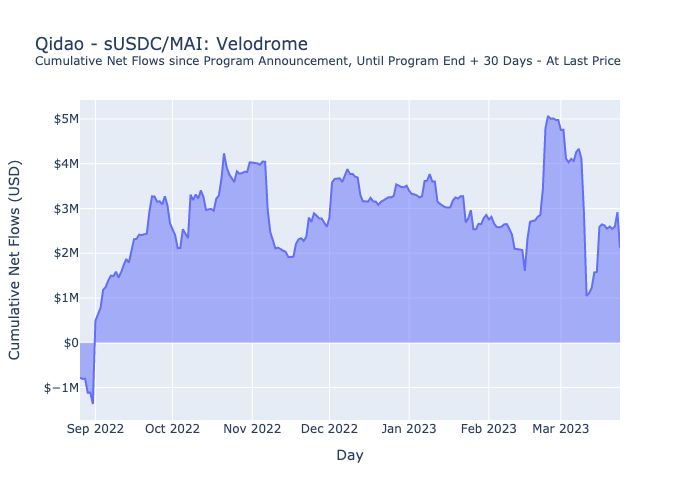 Qidao - sUSDC/MAI: Velodrome
Cumulative Net Flows since Program Announcement, Until Program End + 30 Days - At Last Price
Cumulative Net Flows (USD)
$5M
$4M
$3M
$2M
$1M
$0
$−1M
Sep 2022 Oct 2022 Nov 2022 Dec 2022 Jan 2023 Feb 2023 Mar 2023
Day